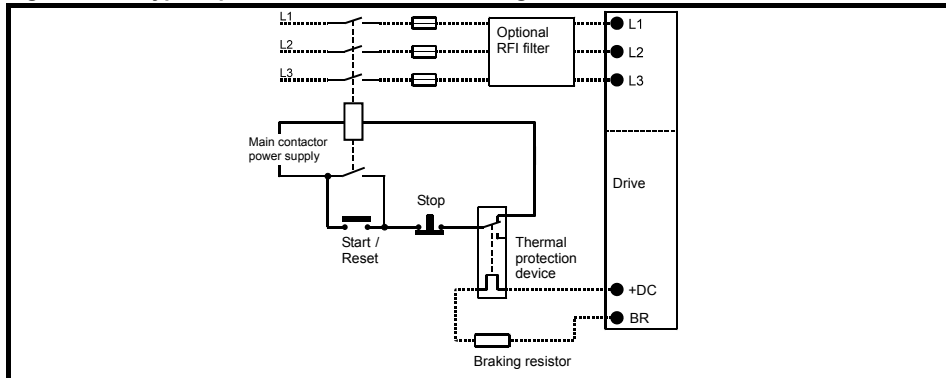 L1
Optional
RFI filter
L1
L2
L2
L3
L3
Main contactor
power supply
Drive
Stop
Start /
Reset
Thermal
protection
device
+DC
BR
Braking resistor